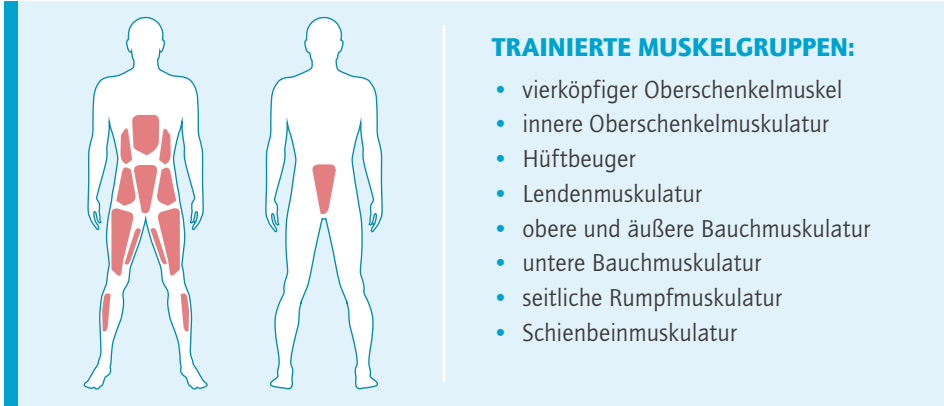 TRAINIERTE MUSKELGRUPPEN:
• vierköpfiger Oberschenkelmuskel
• innere Oberschenkelmuskulatur
• Hüftbeuger
• Lendenmuskulatur
• obere und äußere Bauchmuskulatur
• untere Bauchmuskulatur
• seitliche Rumpfmuskulatur
• Schienbeinmuskulatur